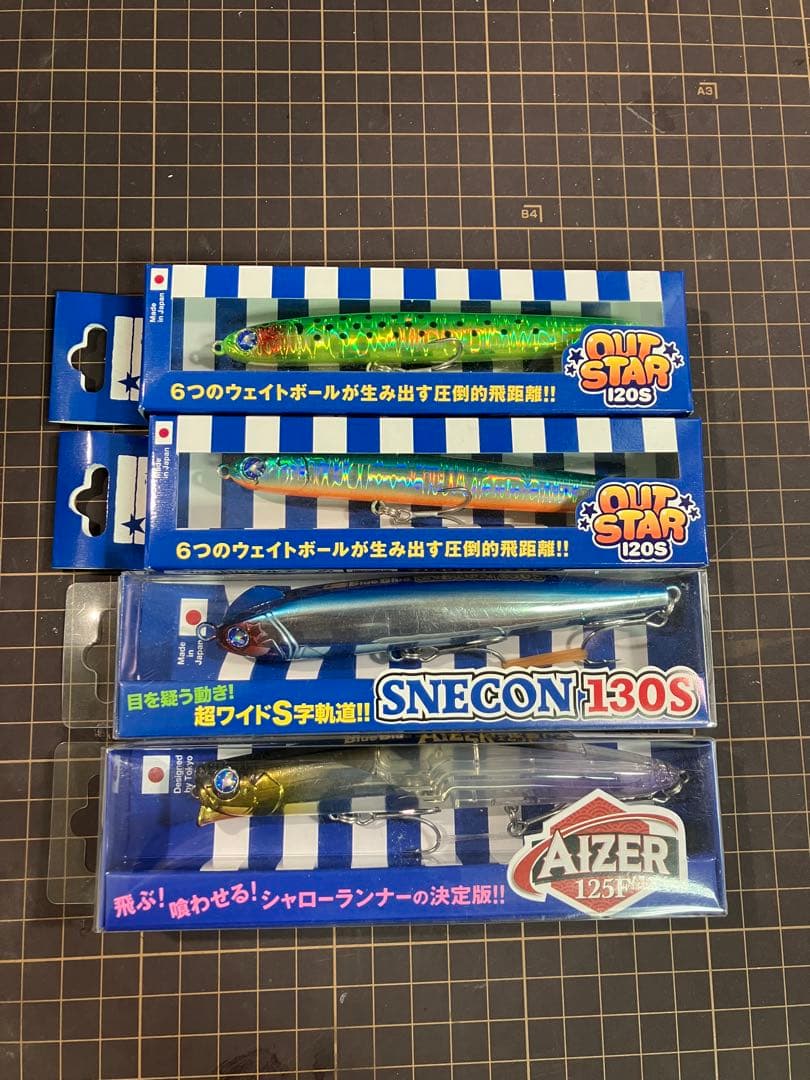 A3
B4
Made
in Japan
OUT
STAR
120S
6つのウェイトボールが生み出す圧倒的飛距離!!
Made
in Japan
OUT
STAR
120S
6つのウェイトボールが生み出す圧倒的飛距離!!
Made
in
Japan
目を疑う動き!
超ワイドS字軌道!!
SNECON 130S
Designed
by Tokyo
AIZER
125F
飛ぶ!喰わせる!シャローランナーの決定版!!